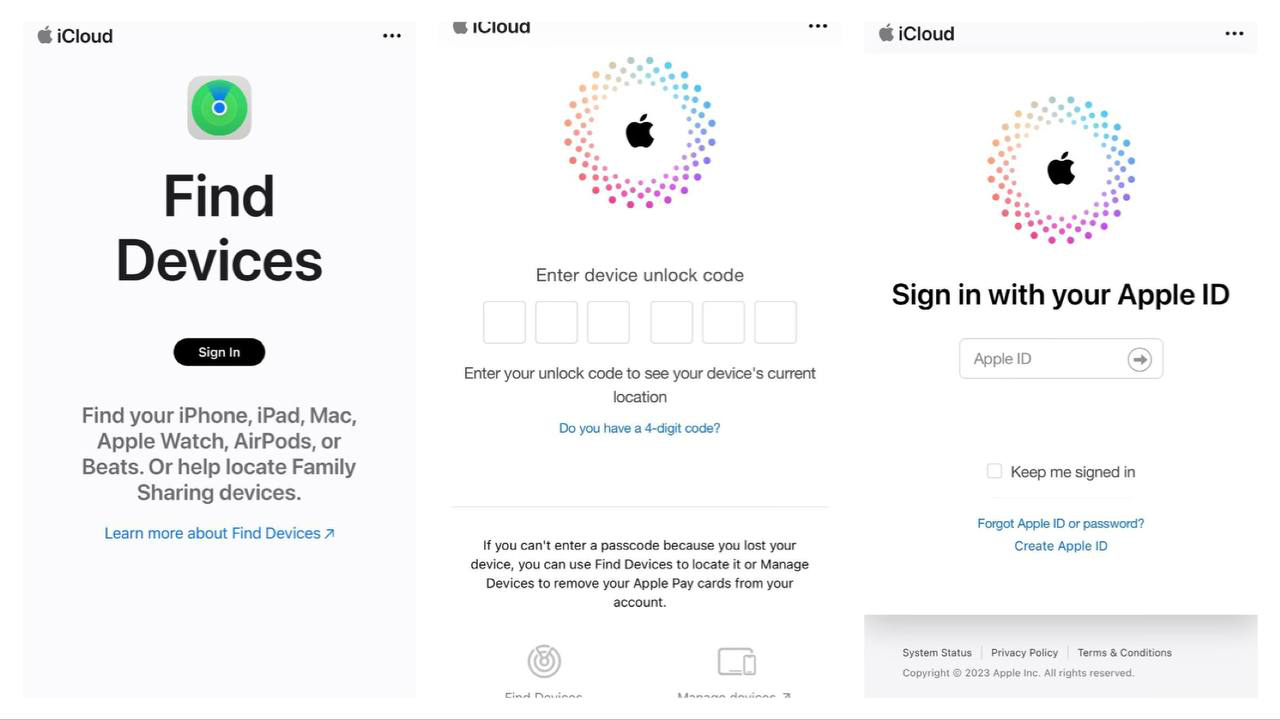 iCloud
•••
Find
Devices
Sign In
Find your iPhone, iPad, Mac,
Apple Watch, AirPods, or
Beats. Or help locate Family
Sharing devices.
Learn more about Find Devices ↗
iCloud
•••
Enter device unlock code
Enter your unlock code to see your device's current
location
Do you have a 4-digit code?
If you can't enter a passcode because you lost your
device, you can use Find Devices to locate it or Manage
Devices to remove your Apple Pay cards from your
account.
Find Devices
Manage devices ↗
iCloud
•••
Sign in with your Apple ID
Apple ID
Keep me signed in
Forgot Apple ID or password?
Create Apple ID
System Status | Privacy Policy | Terms & Conditions
Copyright © 2023 Apple Inc. All rights reserved.